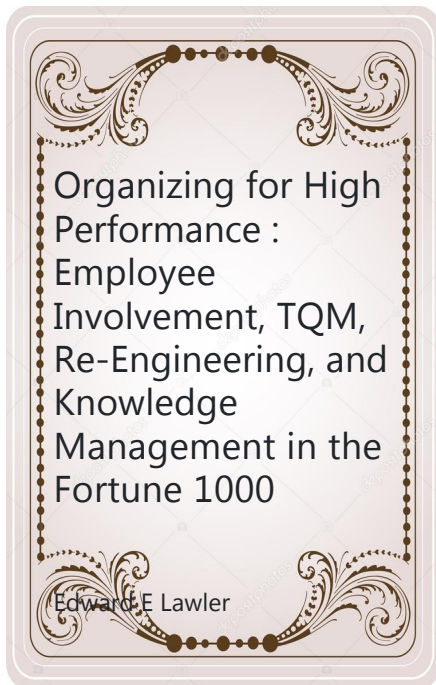 Organizing for High
Performance :
Employee
Involvement, TQM,
Re-Engineering, and
Knowledge
Management in the
Fortune 1000
Edward E Lawler